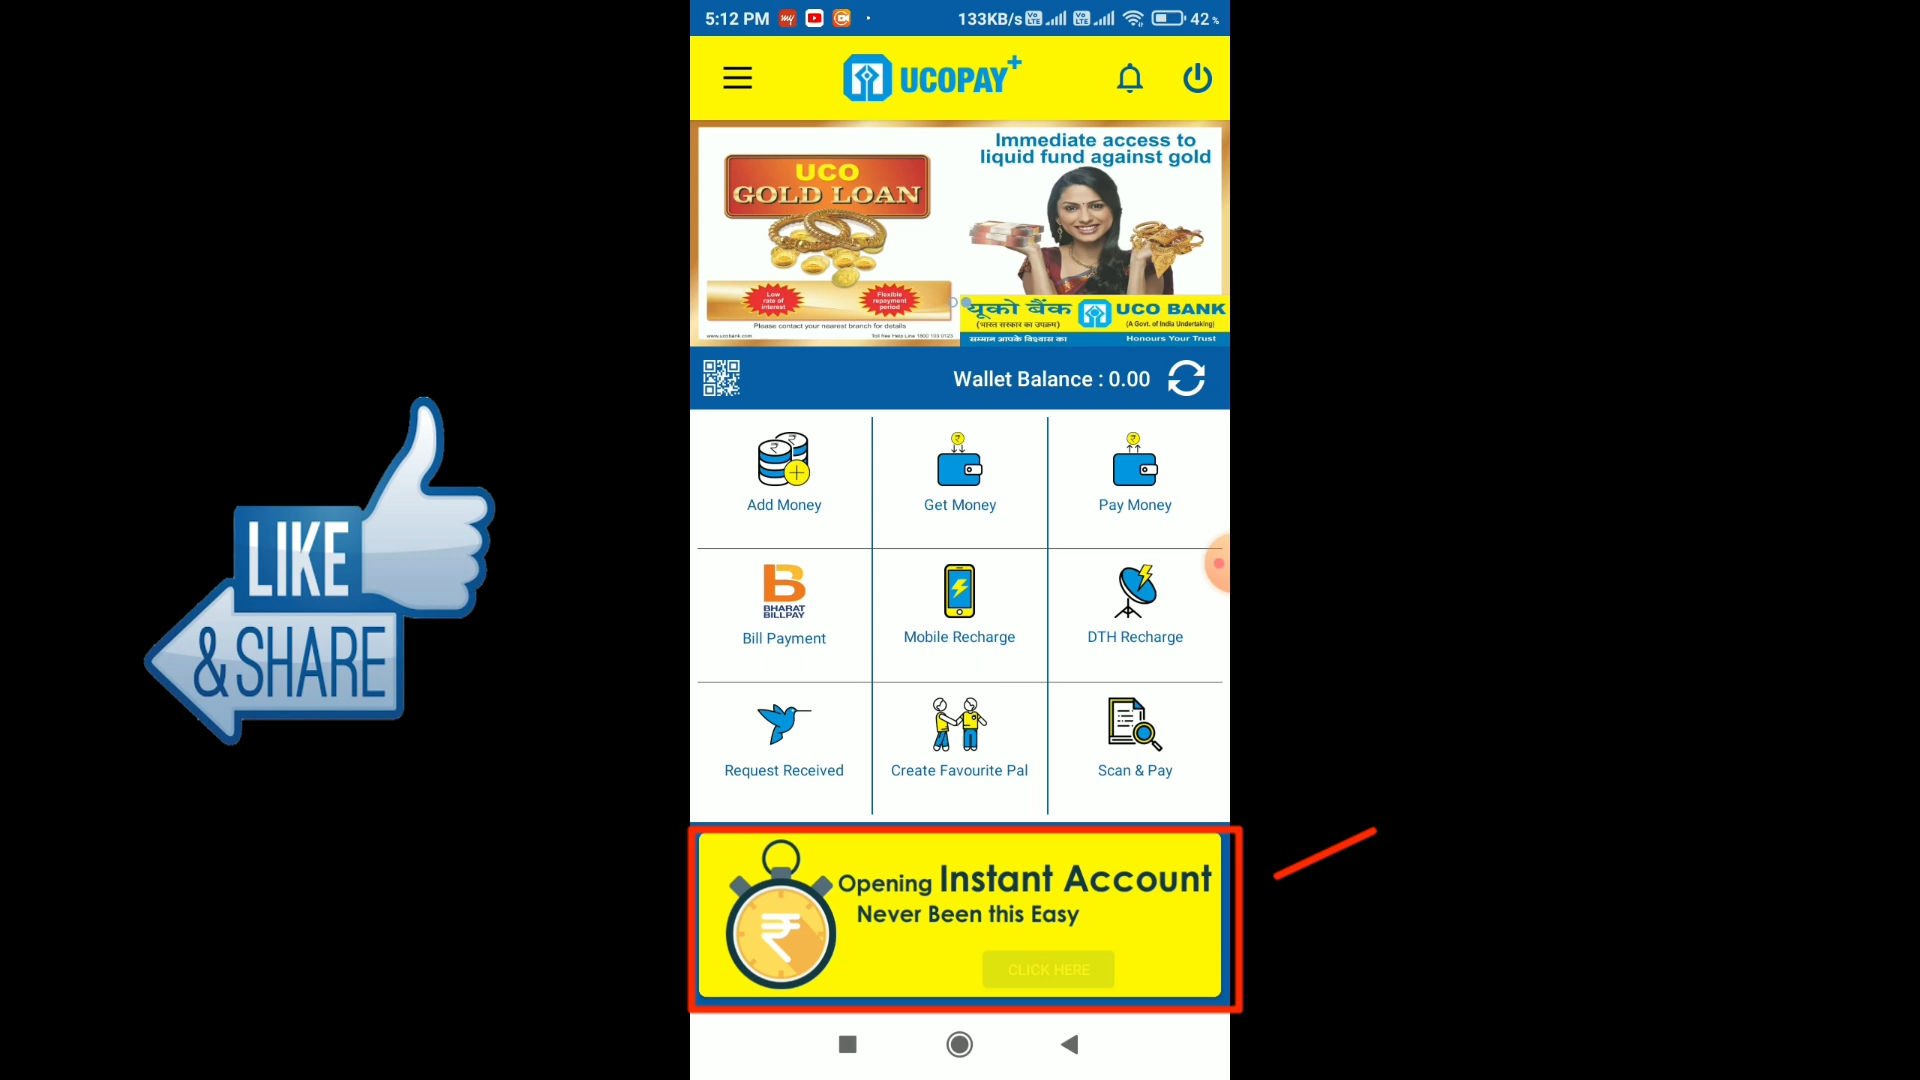 5:12 PM
133KB/s
42%
UCOPAY+
UCO
GOLD LOAN
Low
rate of
interest
Flexible
repayment
period
Please contact your nearest branch for details
www.ucobank.com
Toll free Help Line 1800 103 0123
Immediate access to
liquid fund against gold
यूको बैंक
UCO BANK
(भारत सरकार का उपक्रम)
(A Govt. of India Undertaking)
सम्मान आपके विश्वास का
Honours Your Trust
Wallet Balance : 0.00
Add Money
Get Money
Pay Money
B
BHARAT
BILLPAY
Bill Payment
Mobile Recharge
DTH Recharge
Request Received
Create Favourite Pal
Scan & Pay
Opening Instant Account
Never Been this Easy
CLICK HERE
LIKE
&SHARE